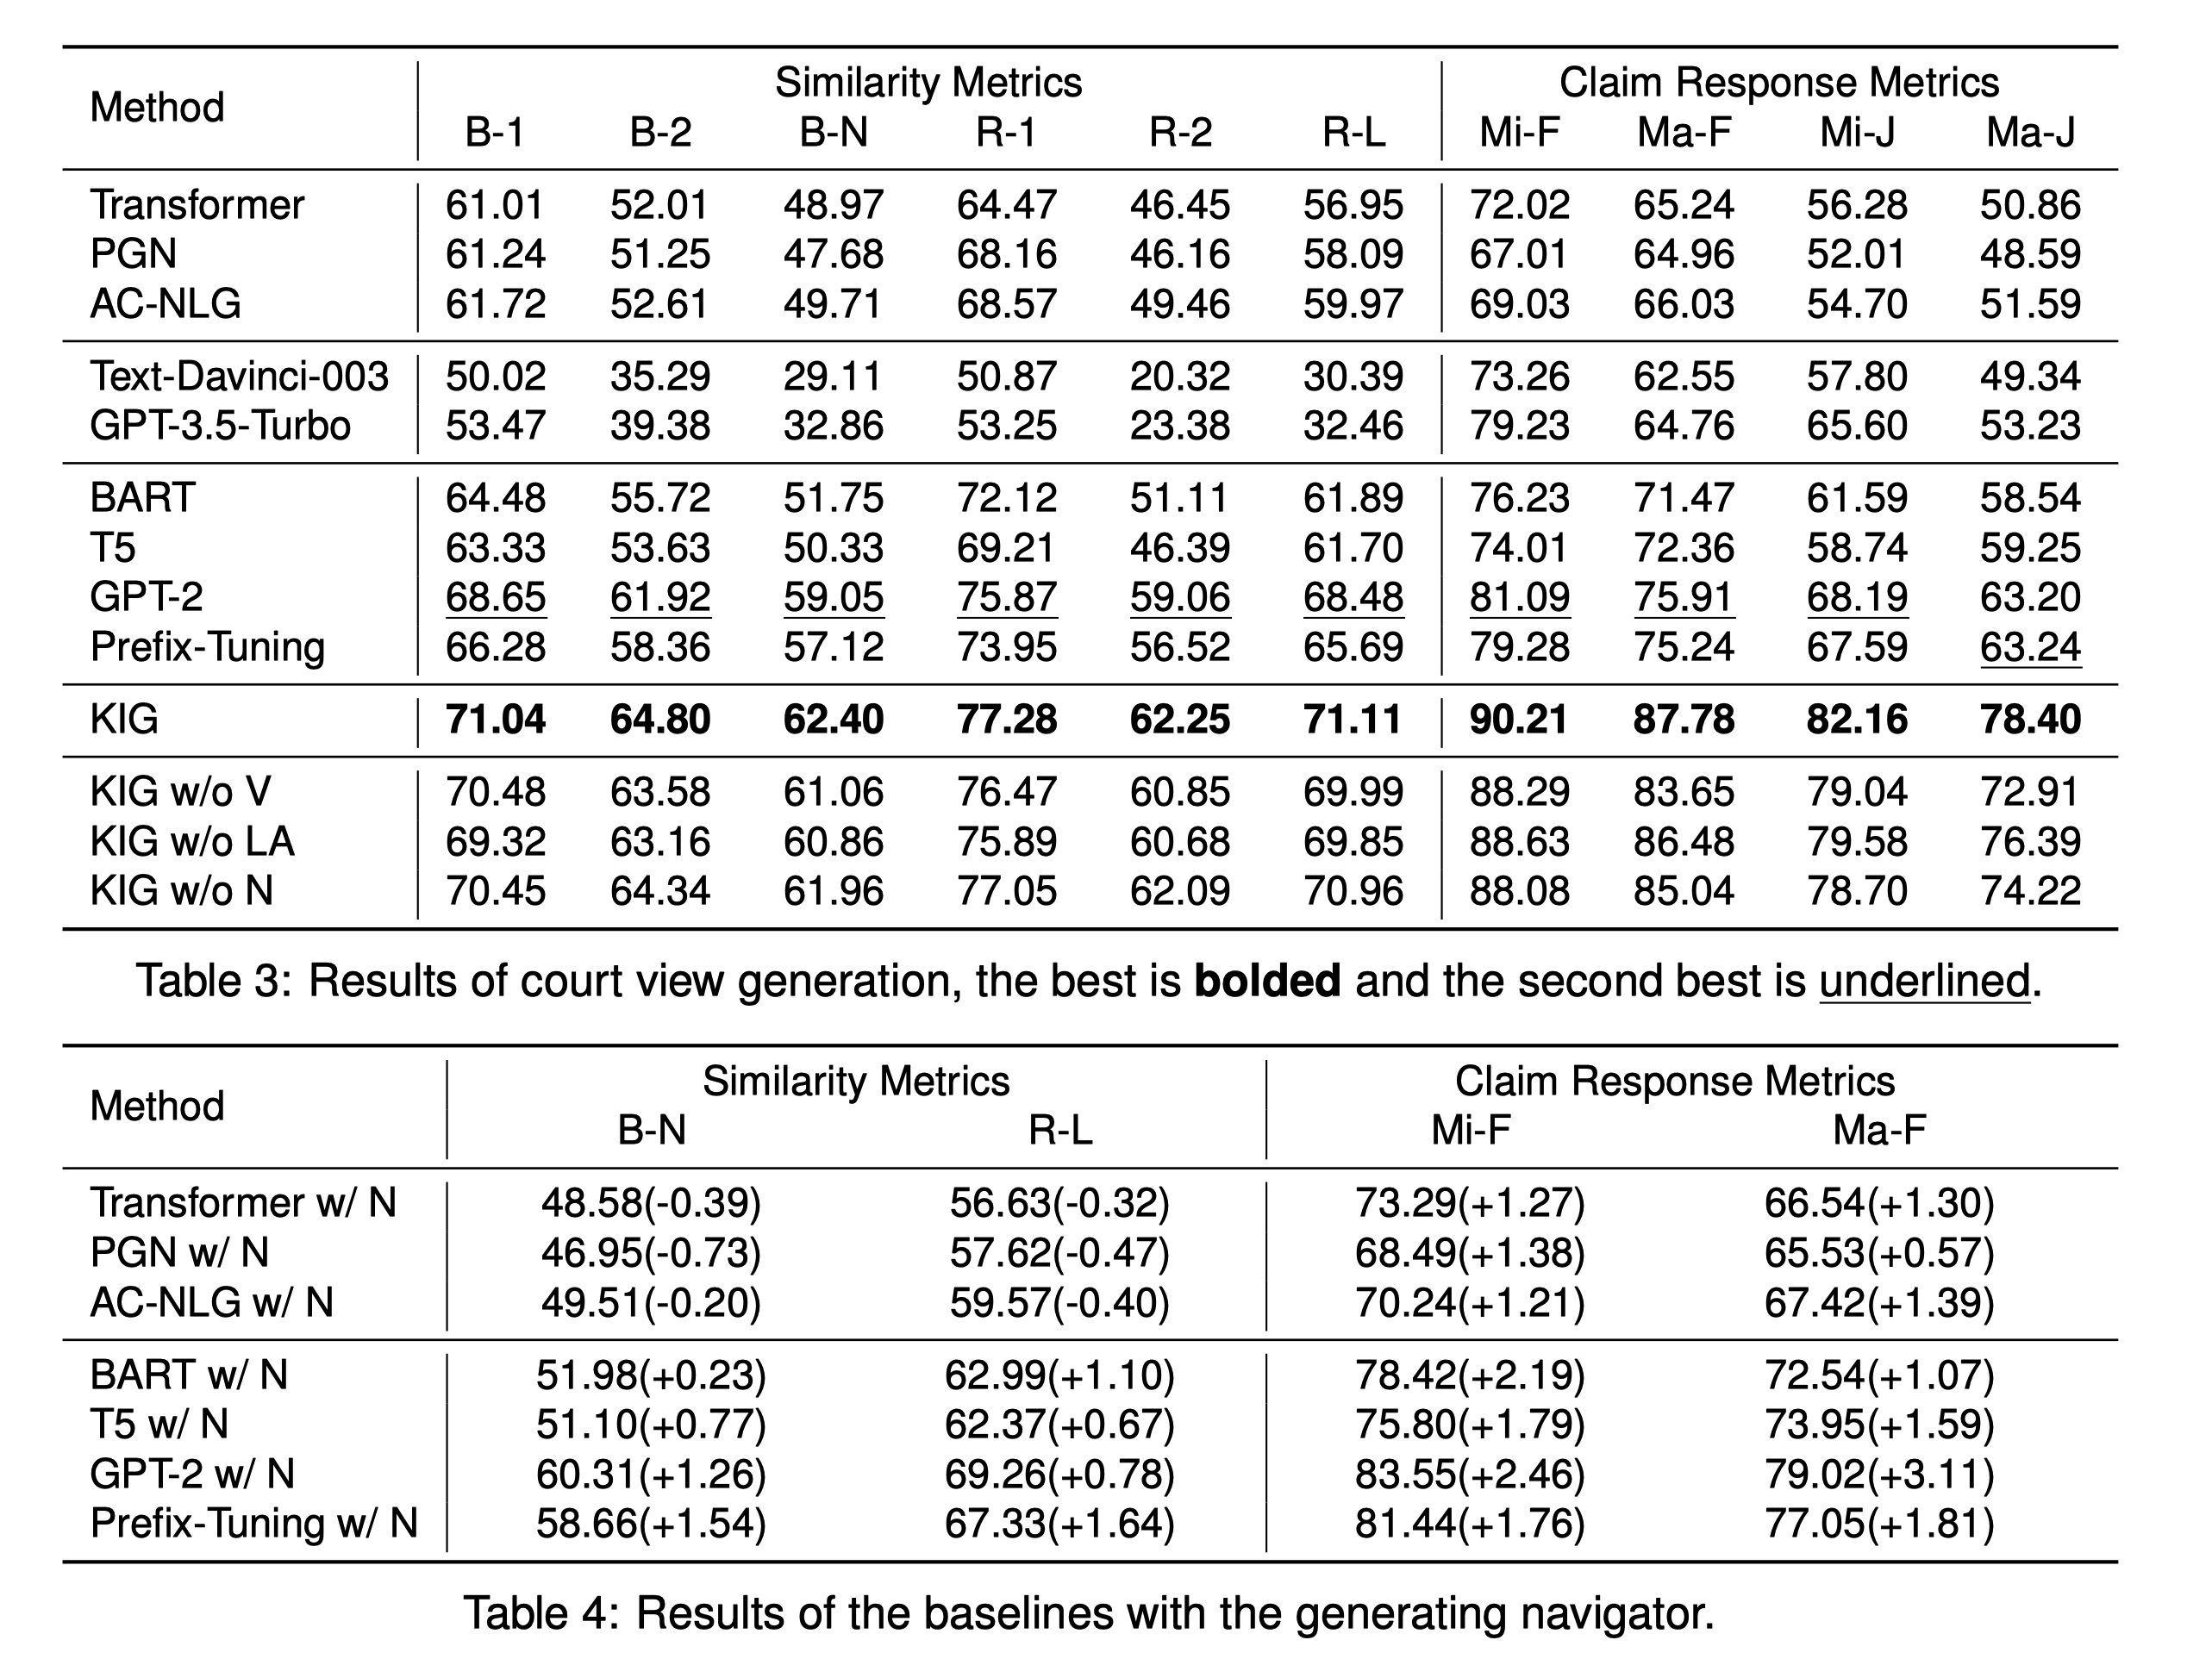 Method Similarity Metrics Claim Response Metrics
B-1 B-2 B-N R-1 R-2 R-L Mi-F Ma-F Mi-J Ma-J
Transformer 61.01 52.01 48.97 64.47 46.45 56.95 72.02 65.24 56.28 50.86
PGN 61.24 51.25 47.68 68.16 46.16 58.09 67.01 64.96 52.01 48.59
AC-NLG 61.72 52.61 49.71 68.57 49.46 59.97 69.03 66.03 54.70 51.59
Text-Davinci-003 50.02 35.29 29.11 50.87 20.32 30.39 73.26 62.55 57.80 49.34
GPT-3.5-Turbo 53.47 39.38 32.86 53.25 23.38 32.46 79.23 64.76 65.60 53.23
BART 64.48 55.72 51.75 72.12 51.11 61.89 76.23 71.47 61.59 58.54
T5 63.33 53.63 50.33 69.21 46.39 61.70 74.01 72.36 58.74 59.25
GPT-2 68.65 61.92 59.05 75.87 59.06 68.48 81.09 75.91 68.19 63.20
Prefix-Tuning 66.28 58.36 57.12 73.95 56.52 65.69 79.28 75.24 67.59 63.24
KIG 71.04 64.80 62.40 77.28 62.25 71.11 90.21 87.78 82.16 78.40
KIG w/o V 70.48 63.58 61.06 76.47 60.85 69.99 88.29 83.65 79.04 72.91
KIG w/o LA 69.32 63.16 60.86 75.89 60.68 69.85 88.63 86.48 79.58 76.39
KIG w/o N 70.45 64.34 61.96 77.05 62.09 70.96 88.08 85.04 78.70 74.22
Table 3: Results of court view generation, the best is bolded and the second best is underlined.
Method Similarity Metrics Claim Response Metrics
B-N R-L Mi-F Ma-F
Transformer w/ N 48.58(-0.39) 56.63(-0.32) 73.29(+1.27) 66.54(+1.30)
PGN w/ N 46.95(-0.73) 57.62(-0.47) 68.49(+1.38) 65.53(+0.57)
AC-NLG w/ N 49.51(-0.20) 59.57(-0.40) 70.24(+1.21) 67.42(+1.39)
BART w/ N 51.98(+0.23) 62.99(+1.10) 78.42(+2.19) 72.54(+1.07)
T5 w/ N 51.10(+0.77) 62.37(+0.67) 75.80(+1.79) 73.95(+1.59)
GPT-2 w/ N 60.31(+1.26) 69.26(+0.78) 83.55(+2.46) 79.02(+3.11)
Prefix-Tuning w/ N 58.66(+1.54) 67.33(+1.64) 81.44(+1.76) 77.05(+1.81)
Table 4: Results of the baselines with the generating navigator.